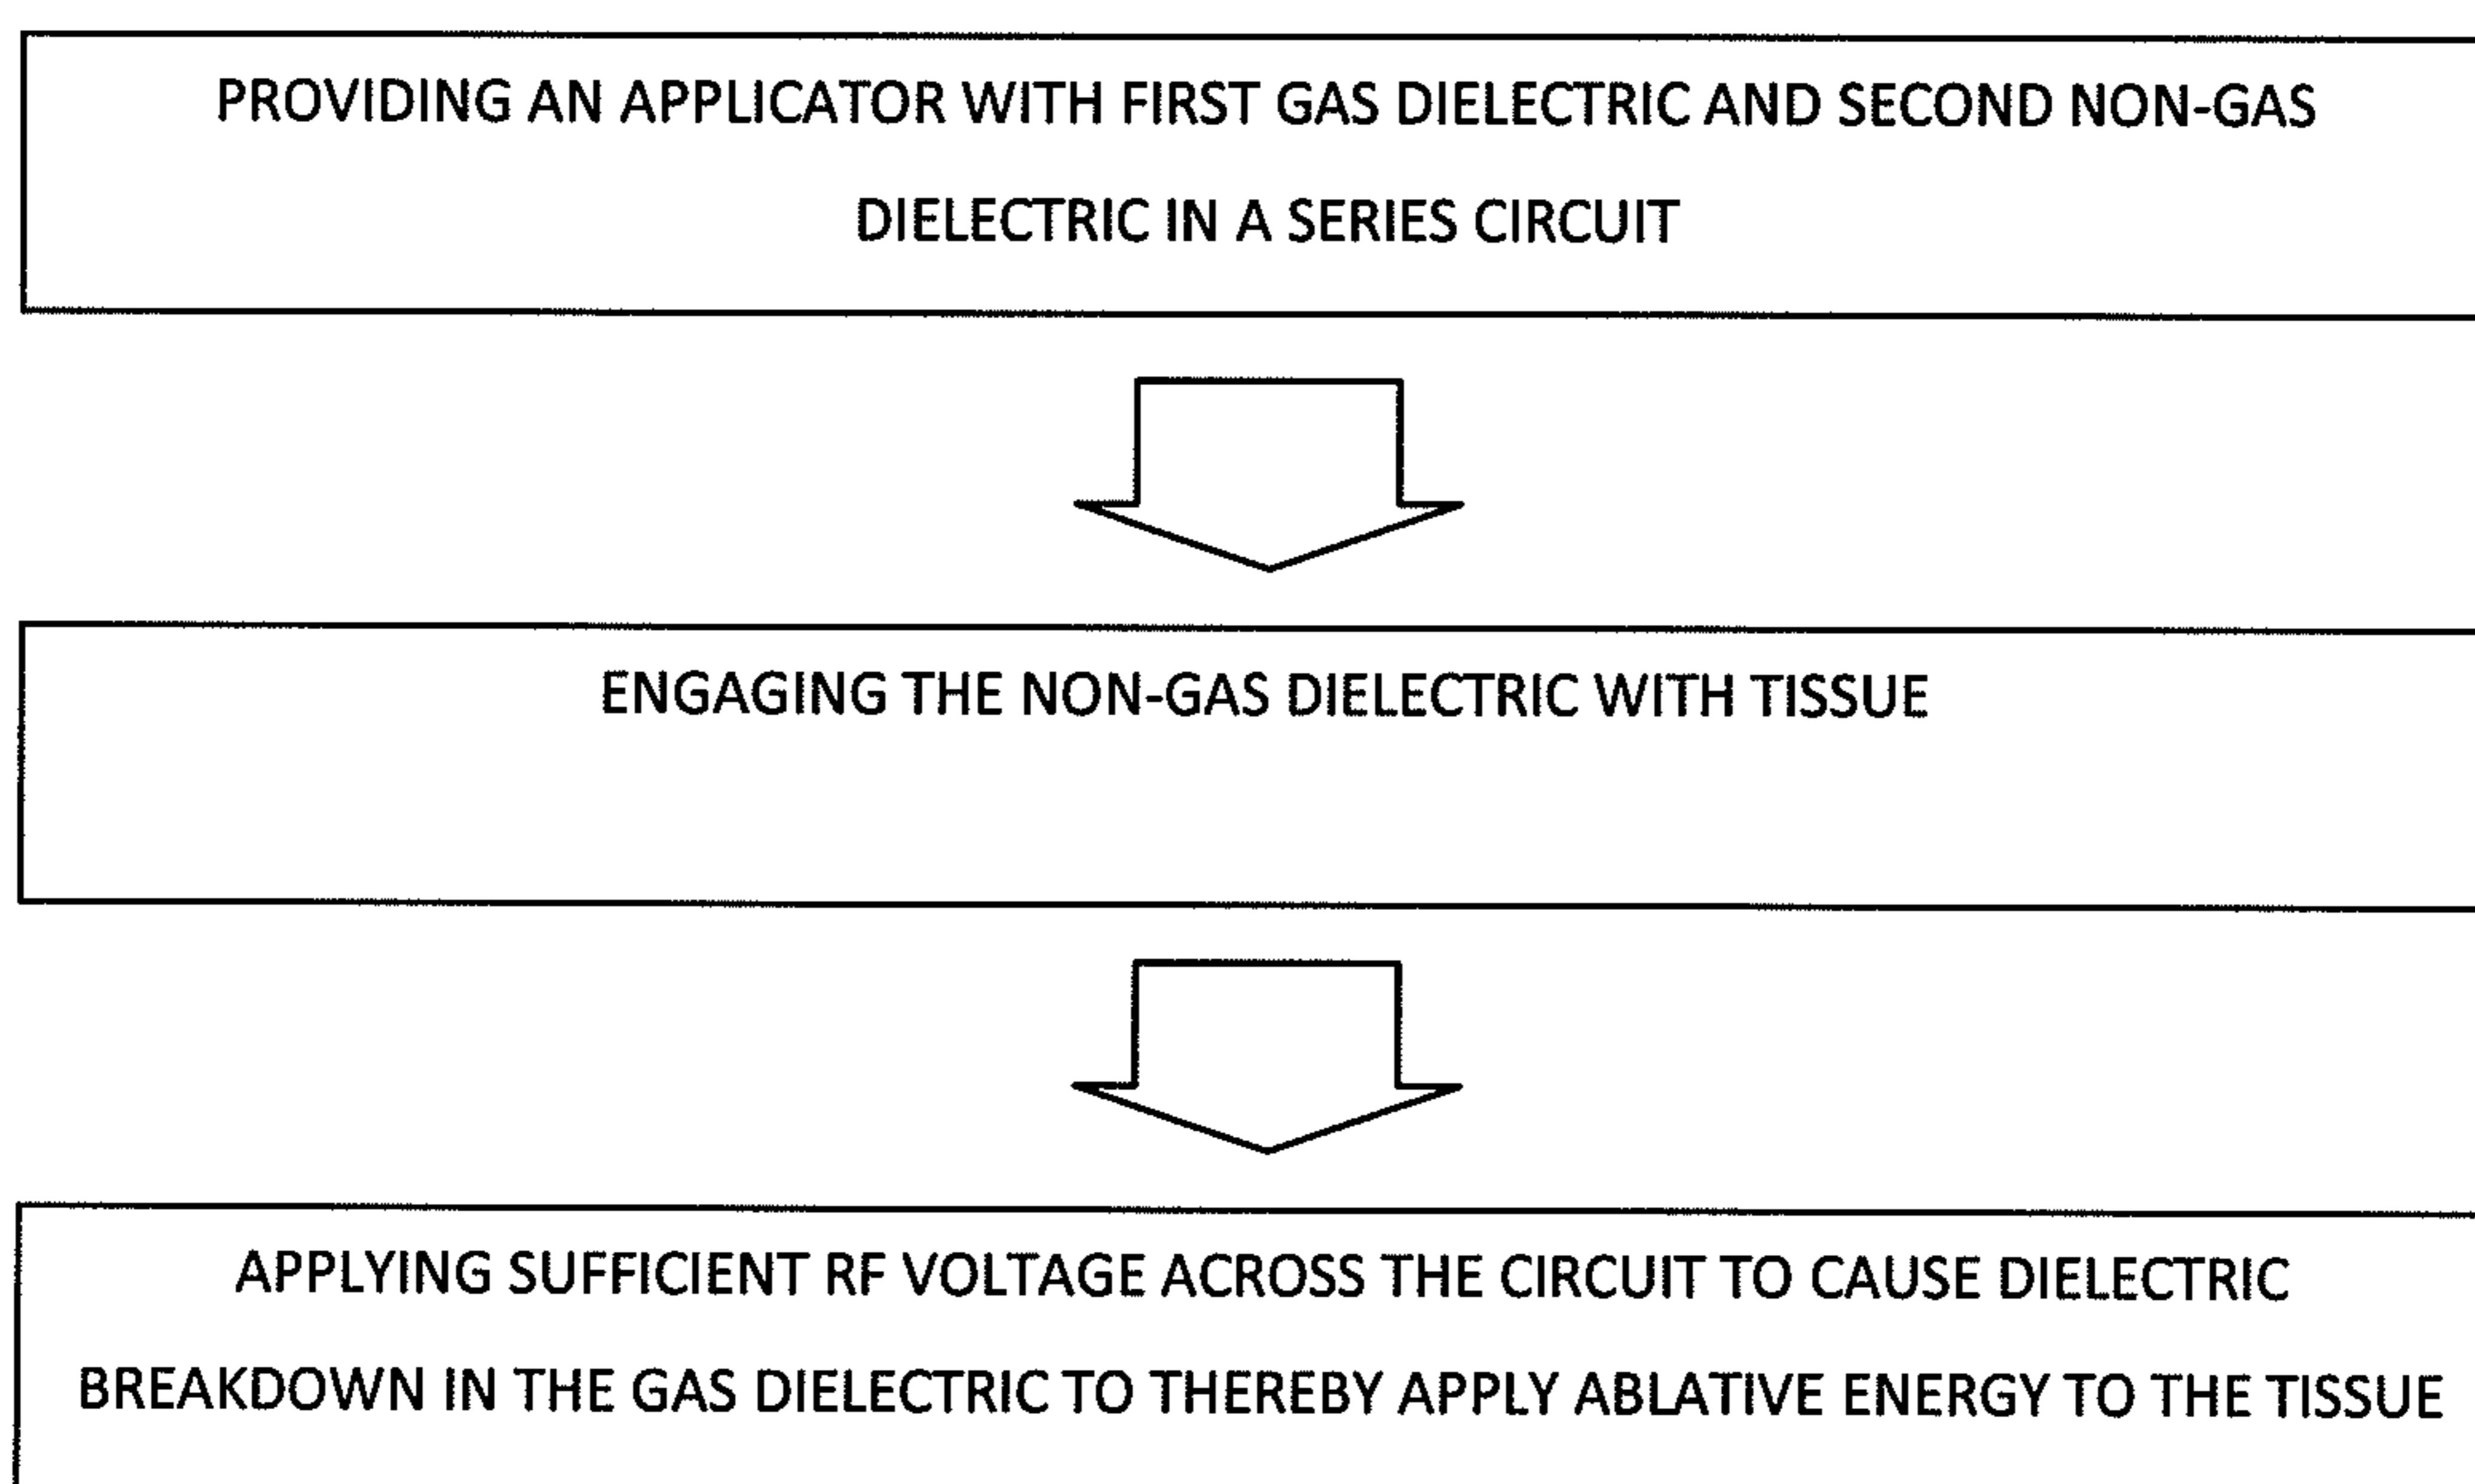 PROVIDING AN APPLICATOR WITH FIRST GAS DIELECTRIC AND SECOND NON-GAS
DIELECTRIC IN A SERIES CIRCUIT
ENGAGING THE NON-GAS DIELECTRIC WITH TISSUE
APPLYING SUFFICIENT RF VOLTAGE ACROSS THE CIRCUIT TO CAUSE DIELECTRIC
BREAKDOWN IN THE GAS DIELECTRIC TO THEREBY APPLY ABLATIVE ENERGY TO THE TISSUE